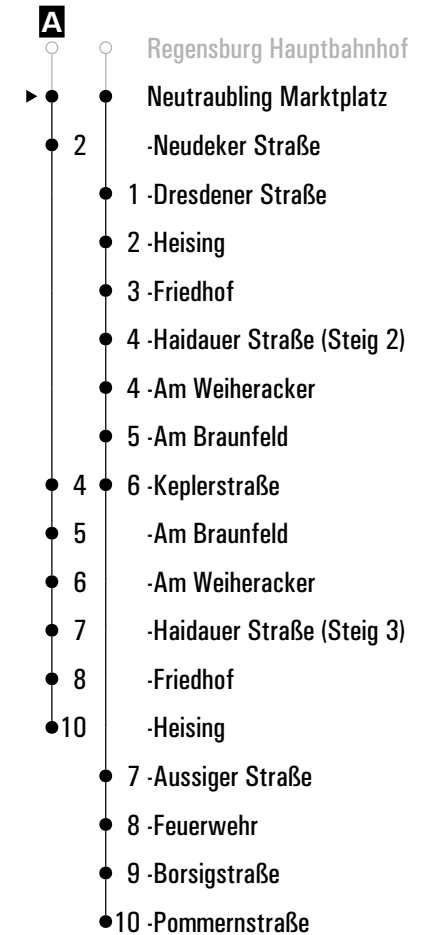 A
Regensburg Hauptbahnhof
Neutraubling Marktplatz
2 -Neudeker Straße
1 -Dresdener Straße
2 -Heising
3 -Friedhof
4 -Haidauer Straße (Steig 2)
4 -Am Weiheracker
5 -Am Braunfeld
4 6 -Keplerstraße
5 -Am Braunfeld
6 -Am Weiheracker
7 -Haidauer Straße (Steig 3)
8 -Friedhof
10 -Heising
7 -Aussiger Straße
8 -Feuerwehr
9 -Borsigstraße
10 -Pommernstraße